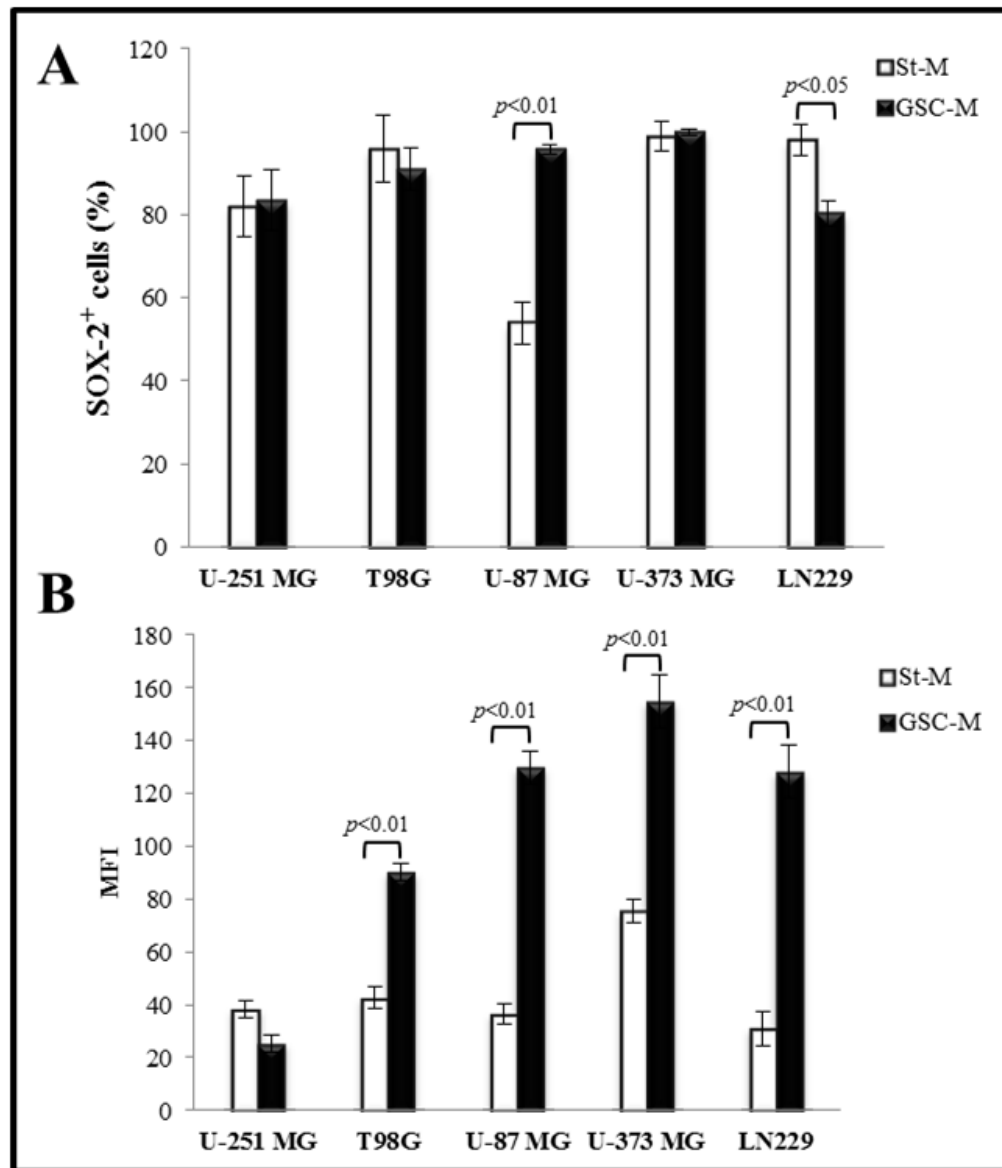 A
120
100
80
60
40
20
0
SOX-2⁺ cells (%)
St-M
GSC-M
p<0.01
p<0.05
U-251 MG T98G U-87 MG U-373 MG LN229
B
180
160
140
120
100
80
60
40
20
0
MFI
St-M
GSC-M
p<0.01
p<0.01
p<0.01
p<0.01
U-251 MG T98G U-87 MG U-373 MG LN229